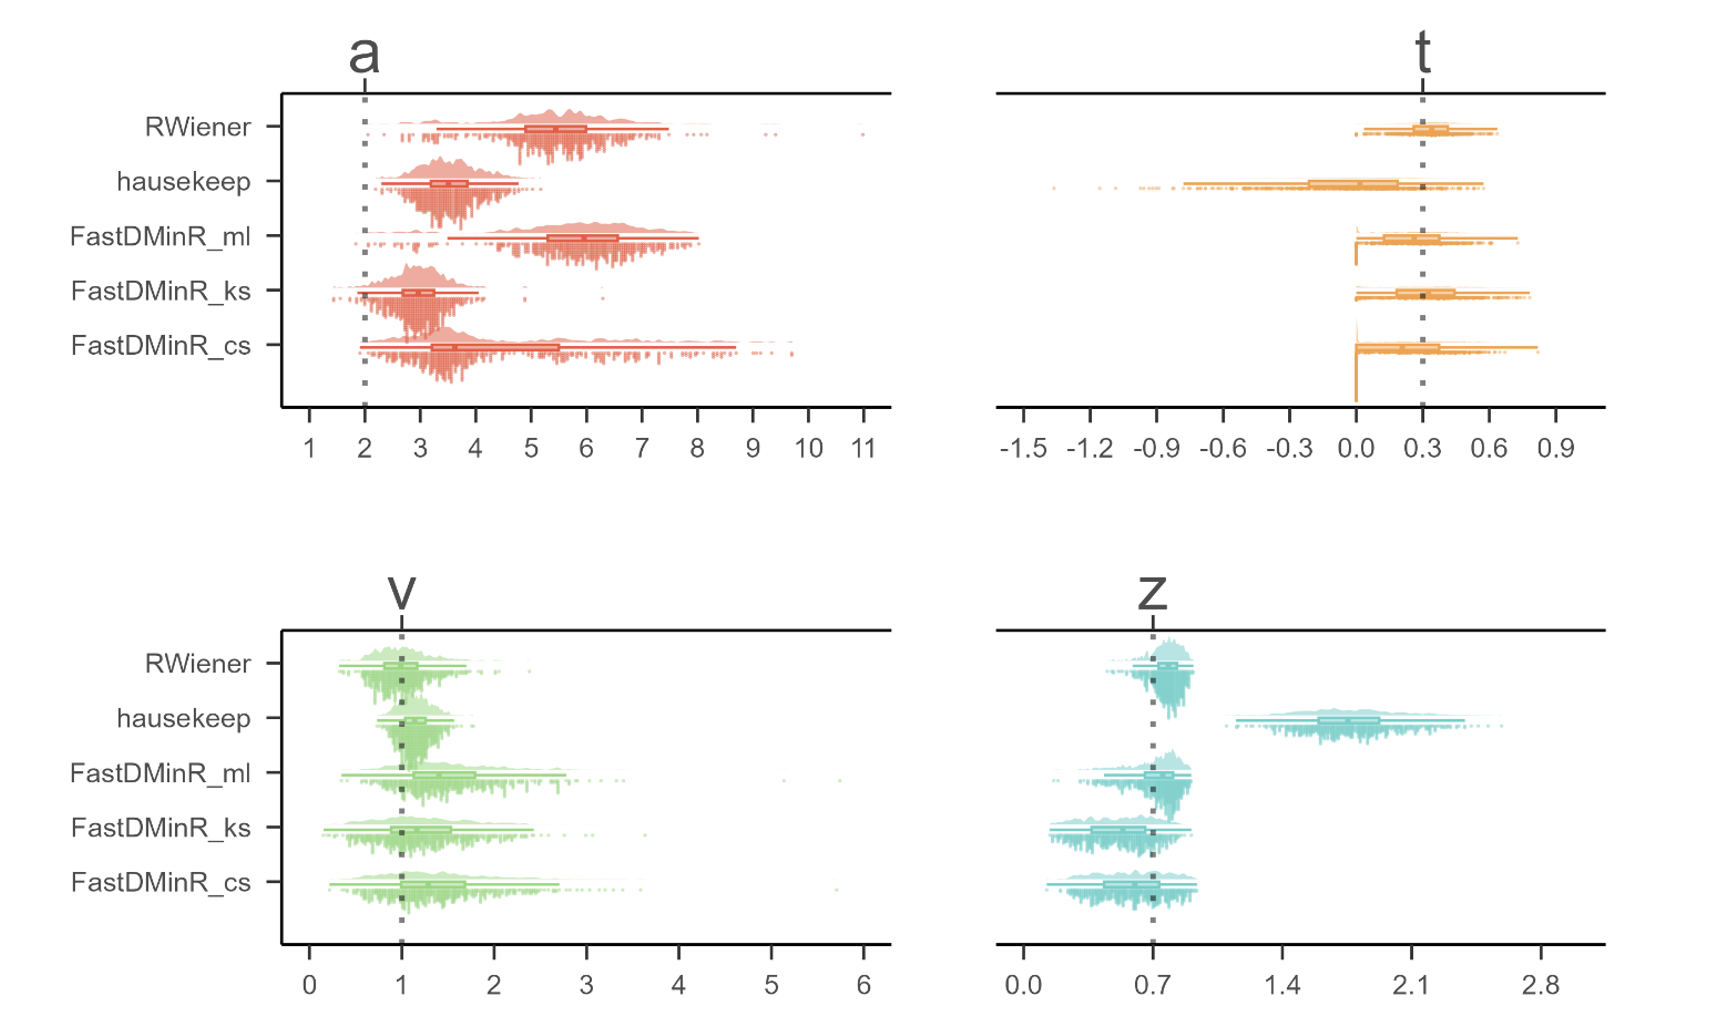 a
t
RWiener
hausekeep
FastDMinR_ml
FastDMinR_ks
FastDMinR_cs
1 2 3 4 5 6 7 8 9 10 11
-1.5 -1.2 -0.9 -0.6 -0.3 0.0 0.3 0.6 0.9
v
z
RWiener
hausekeep
FastDMinR_ml
FastDMinR_ks
FastDMinR_cs
0 1 2 3 4 5 6
0.0 0.7 1.4 2.1 2.8